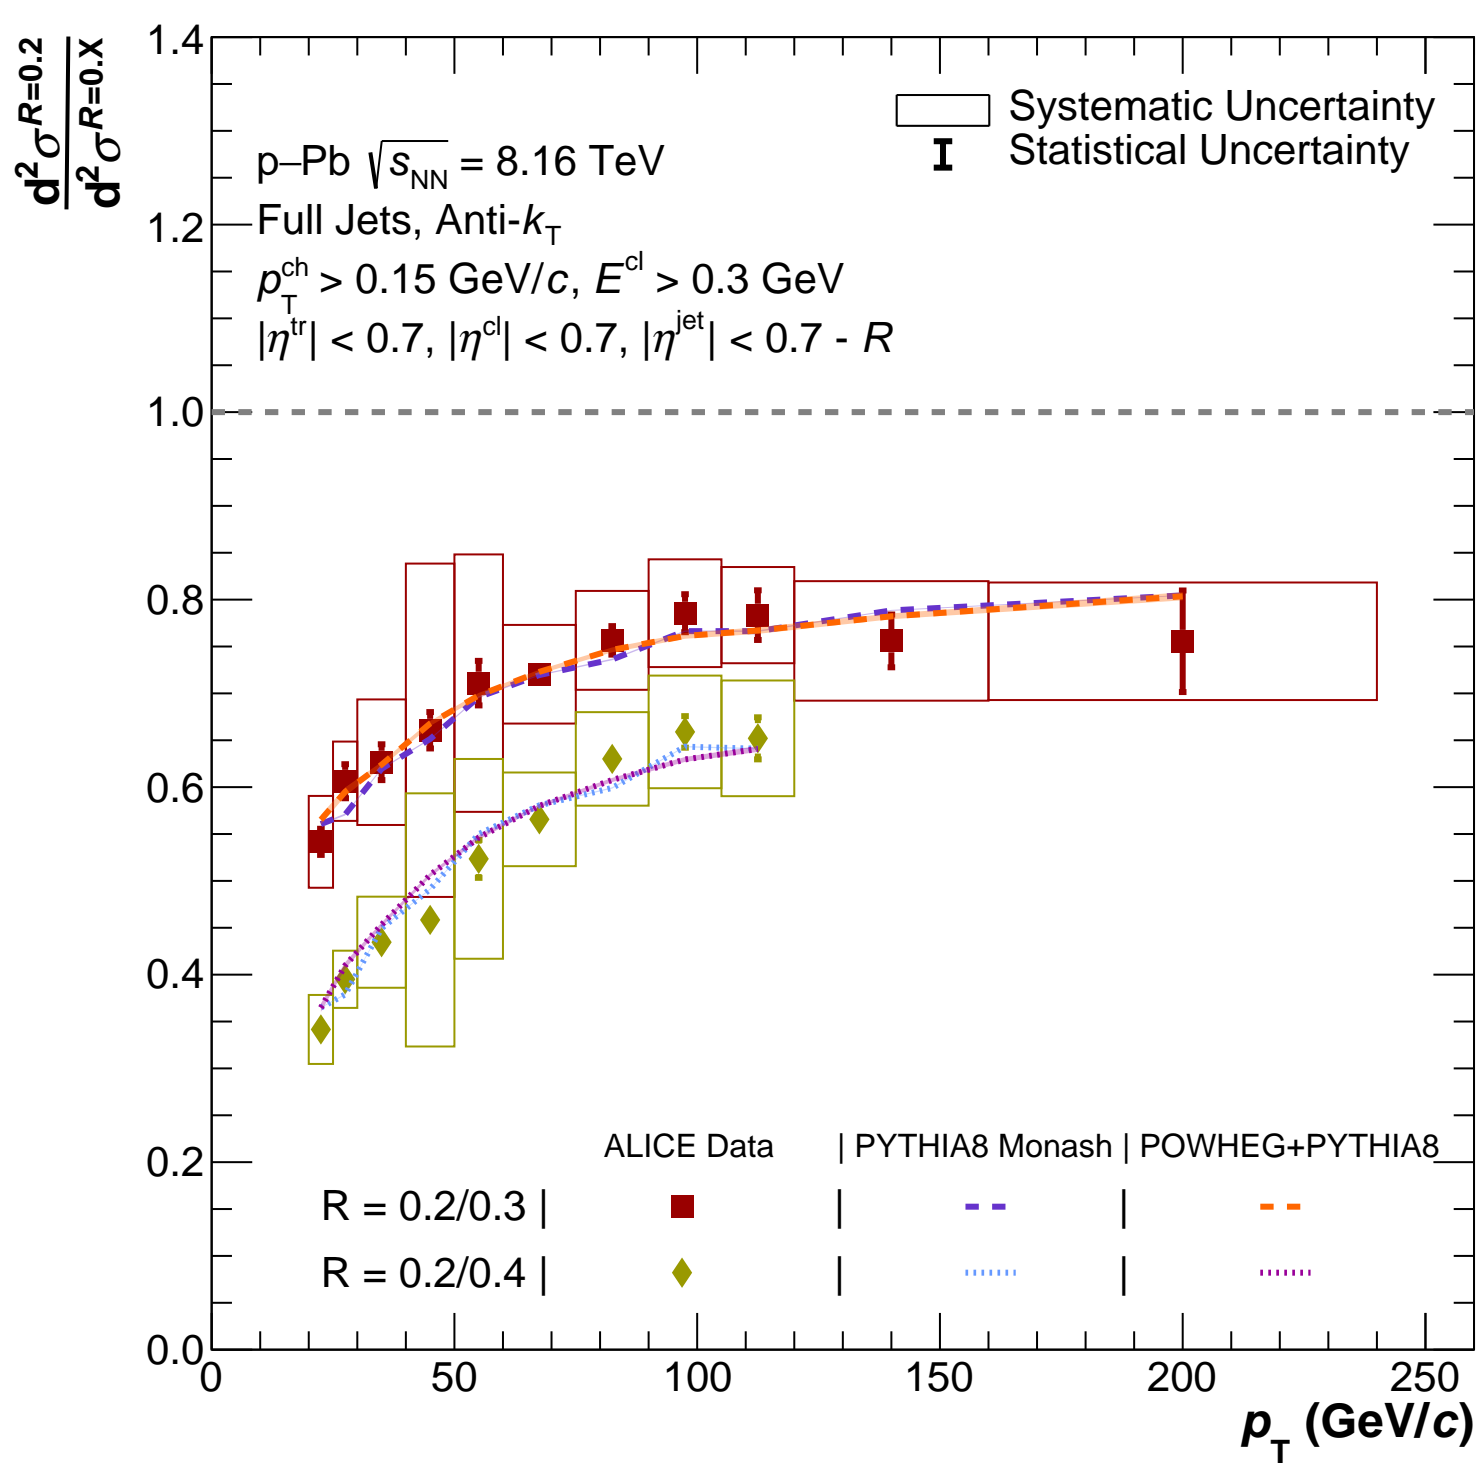 d²σ^R=0.2
d²σ^R=0.X
1.4
1.2
1.0
0.8
0.6
0.4
0.2
0.0
Systematic Uncertainty
Statistical Uncertainty
p–Pb √s_NN = 8.16 TeV
Full Jets, Anti-k_T
p_T^ch > 0.15 GeV/c, E^cl > 0.3 GeV
|η^tr| < 0.7, |η^cl| < 0.7, |η^jet| < 0.7 - R
ALICE Data | PYTHIA8 Monash | POWHEG+PYTHIA8
R = 0.2/0.3 | | |
R = 0.2/0.4 | | |
0 50 100 150 200 250
p_T (GeV/c)